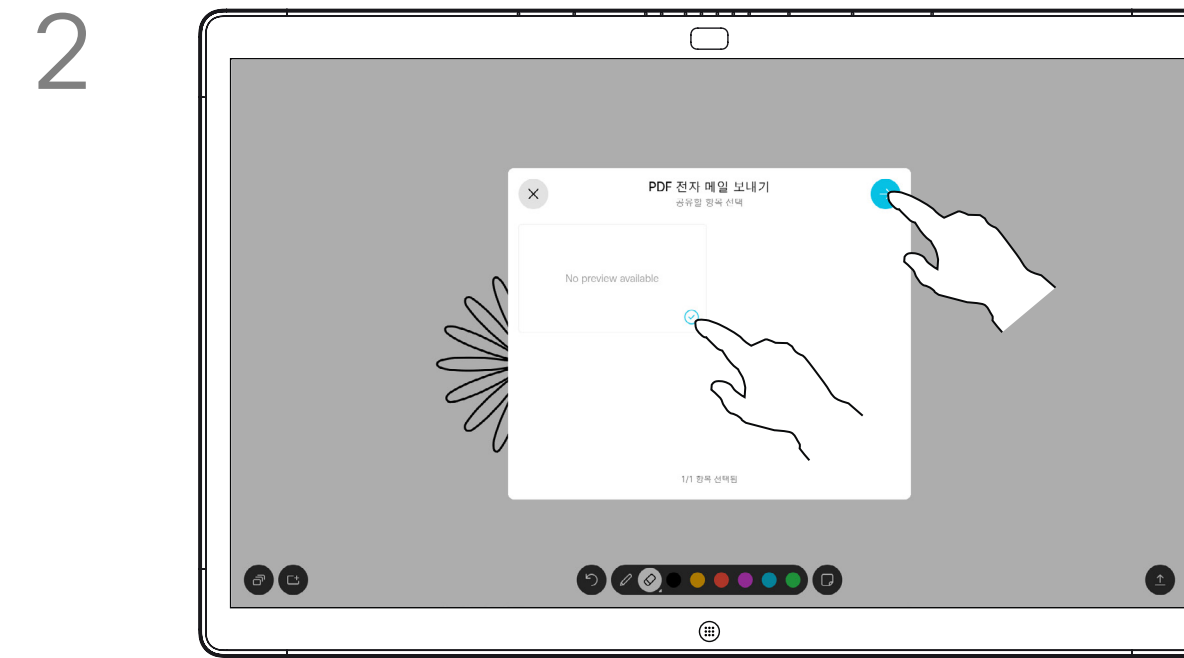 2
PDF 전자 메일 보내기
공유할 항목 선택
No preview available
1/1 항목 선택됨